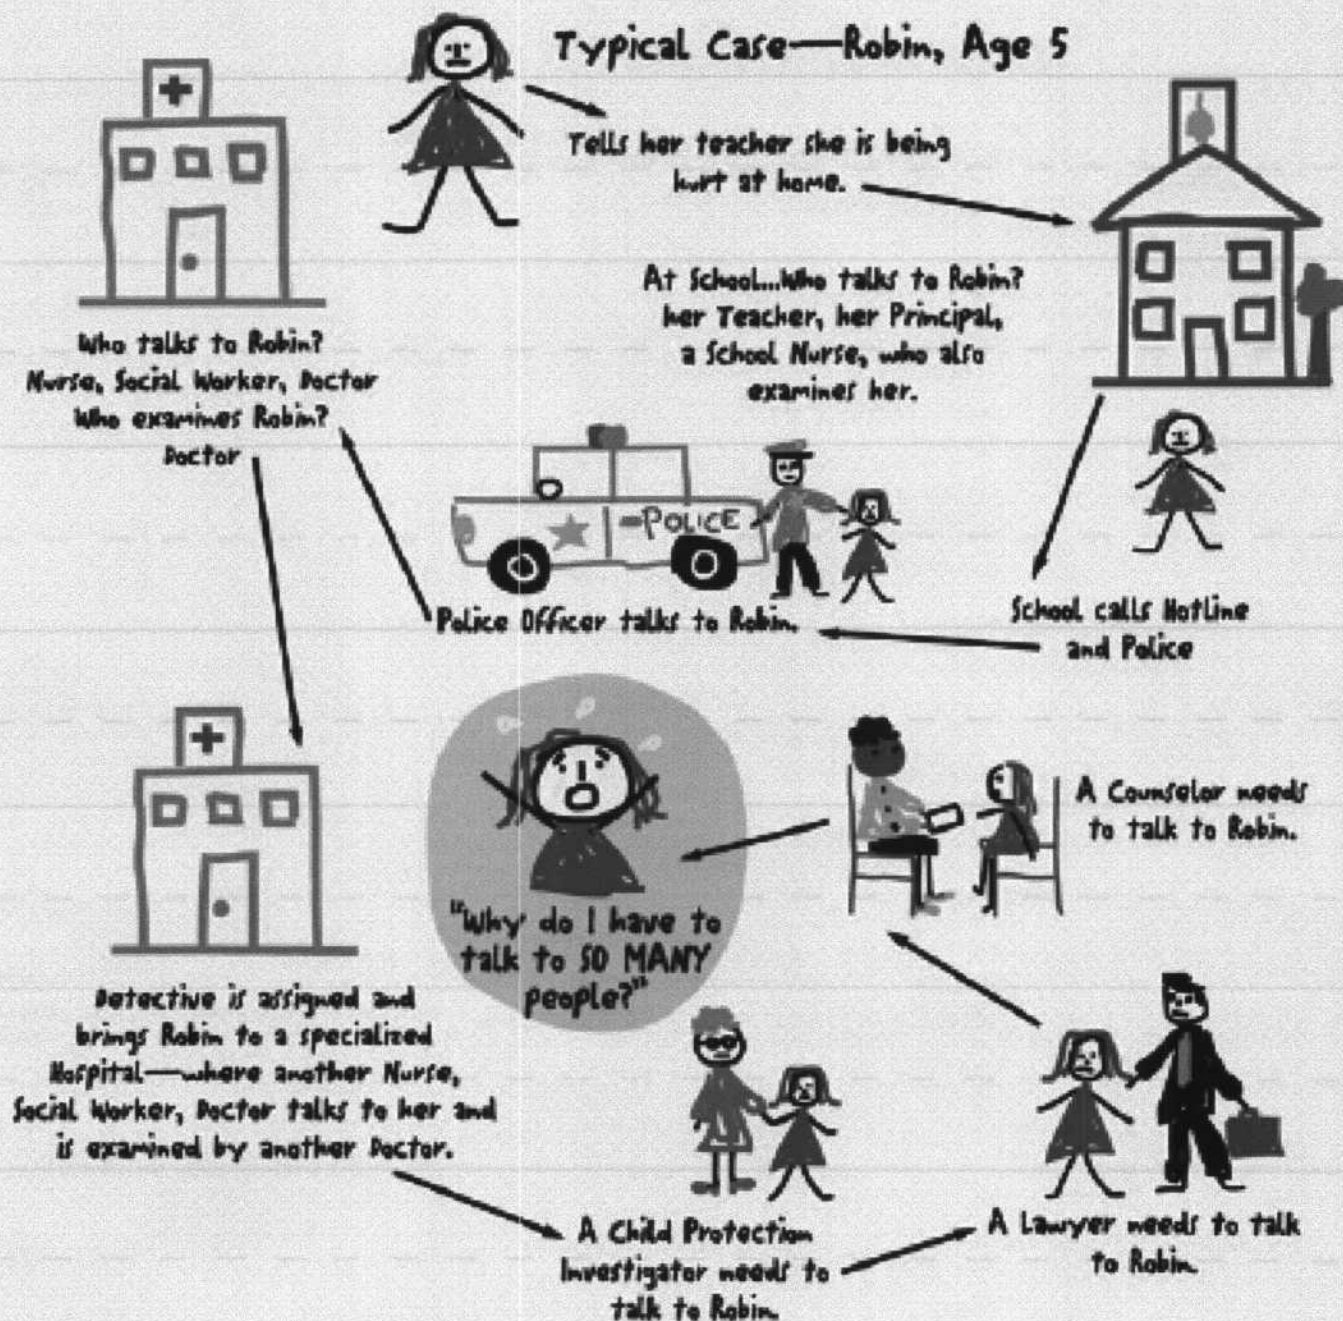 Typical Case—Robin, Age 5
Tells her teacher she is being
hurt at home.
At School...Who talks to Robin?
her Teacher, her Principal,
a School Nurse, who also
examines her.
School calls Hotline
and Police
POLICE
Police Officer talks to Robin.
Who talks to Robin?
Nurse, Social Worker, Doctor
Who examines Robin?
Doctor
Detective is assigned and
brings Robin to a specialized
Hospital—where another Nurse,
Social Worker, Doctor talks to her and
is examined by another Doctor.
A Child Protection
Investigator needs to
talk to Robin.
A Lawyer needs to talk
to Robin.
A Counselor needs
to talk to Robin.
"Why do I have to
talk to SO MANY
people?"